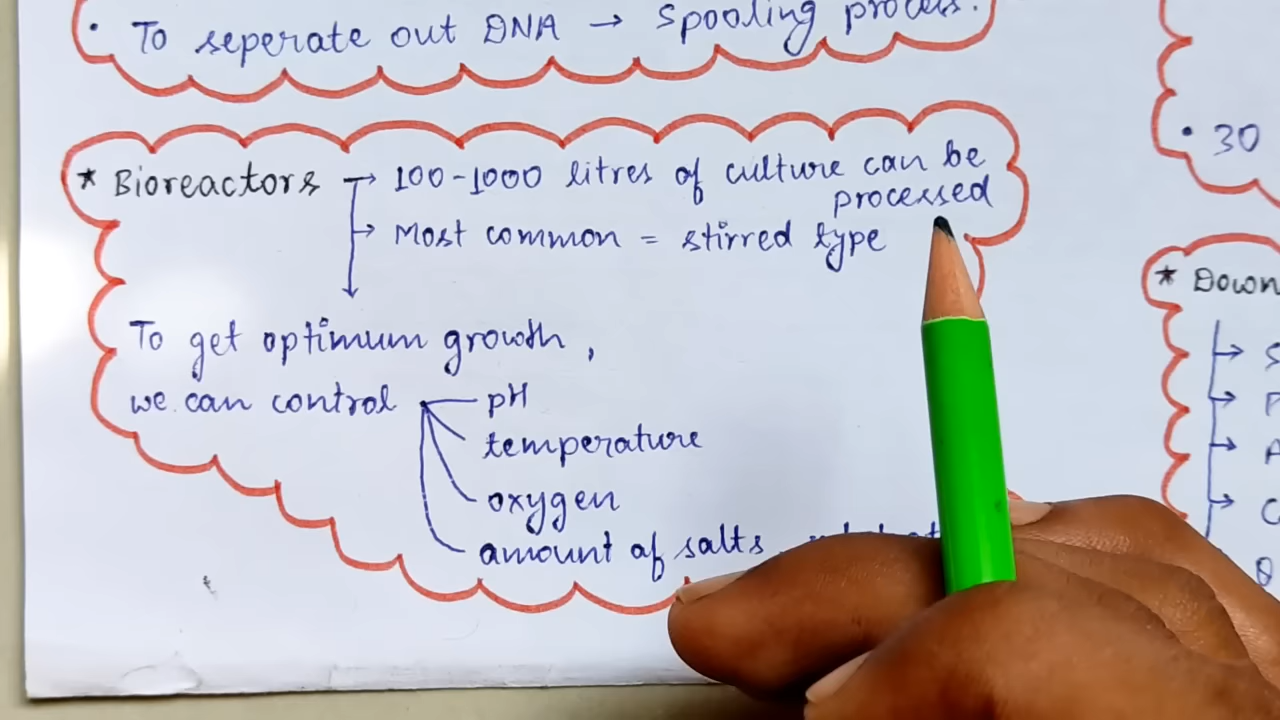 • To seperate out DNA → Spooling process.
* Bioreactors → 100-1000 litres of culture can be
processed
→ Most common = stirred type
To get optimum growth,
we can control pH
temperature
oxygen
amount of salts,
• 30
* Down